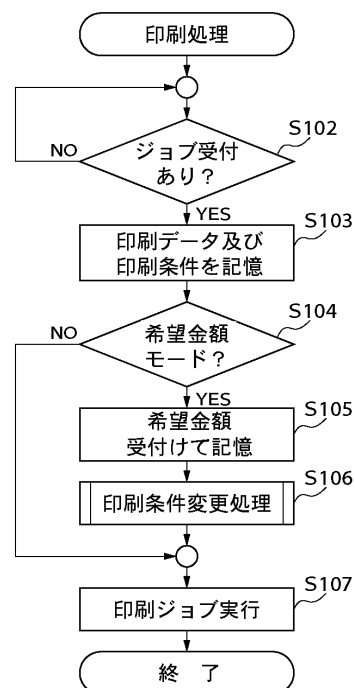 印刷処理
S102
NO
ジョブ受付
あり？
YES
S103
印刷データ及び
印刷条件を記憶
S104
NO
希望金額
モード？
YES
S105
希望金額
受付けて記憶
S106
印刷条件変更処理
S107
印刷ジョブ実行
終 了